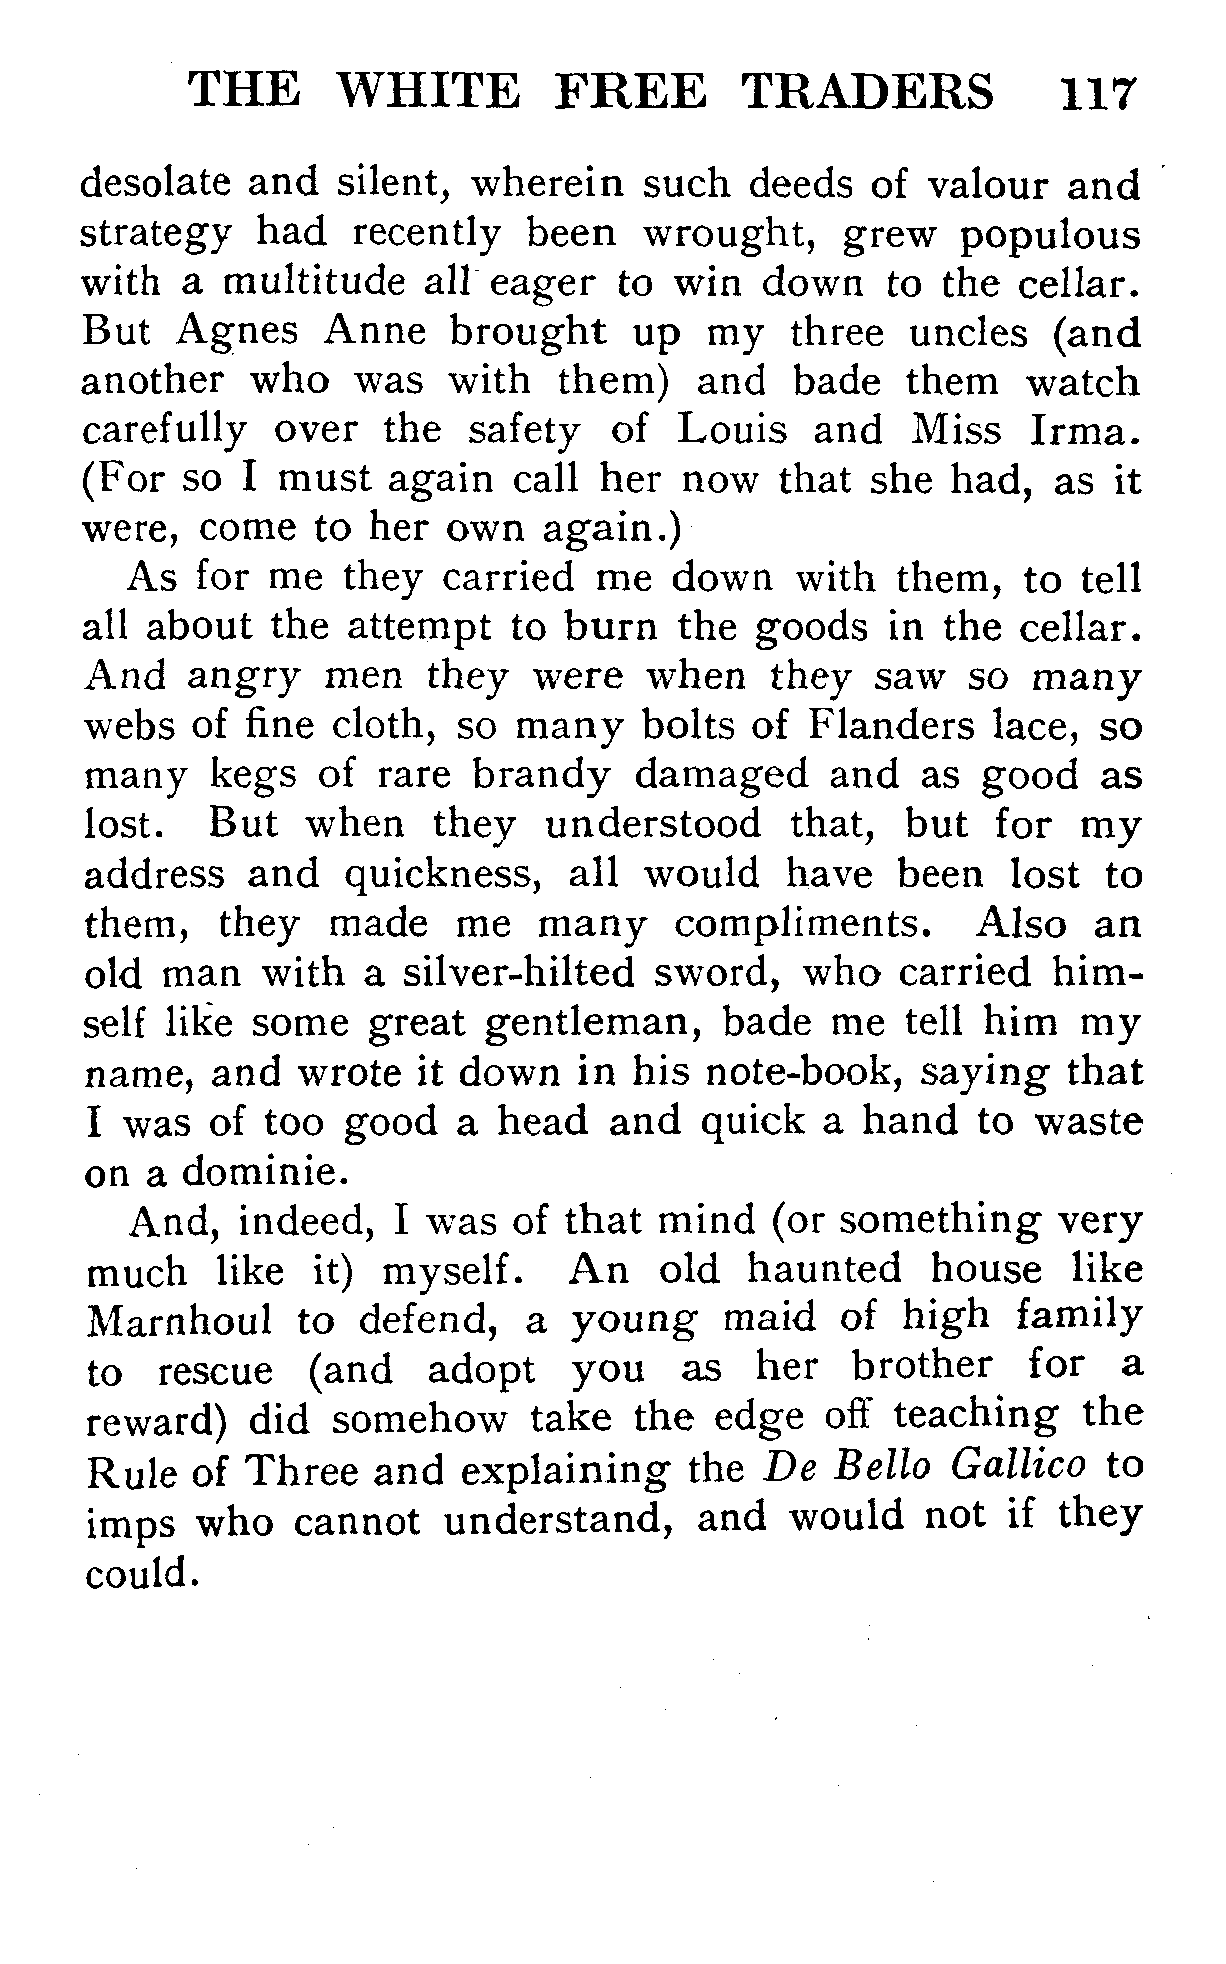 THE WHITE FREE TRADERS 117
desolate and silent, wherein such deeds of valour and
strategy had recently been wrought, grew populous
with a multitude all eager to win down to the cellar.
But Agnes Anne brought up my three uncles (and
another who was with them) and bade them watch
carefully over the safety of Louis and Miss Irma.
(For so I must again call her now that she had, as it
were, come to her own again.)
As for me they carried me down with them, to tell
all about the attempt to burn the goods in the cellar.
And angry men they were when they saw so many
webs of fine cloth, so many bolts of Flanders lace, so
many kegs of rare brandy damaged and as good as
lost. But when they understood that, but for my
address and quickness, all would have been lost to
them, they made me many compliments. Also an
old man with a silver-hilted sword, who carried him-
self like some great gentleman, bade me tell him my
name, and wrote it down in his note-book, saying that
I was of too good a head and quick a hand to waste
on a dominie.
And, indeed, I was of that mind (or something very
much like it) myself. An old haunted house like
Marnhoul to defend, a young maid of high family
to rescue (and adopt you as her brother for a
reward) did somehow take the edge off teaching the
Rule of Three and explaining the De Bello Gallico to
imps who cannot understand, and would not if they
could.